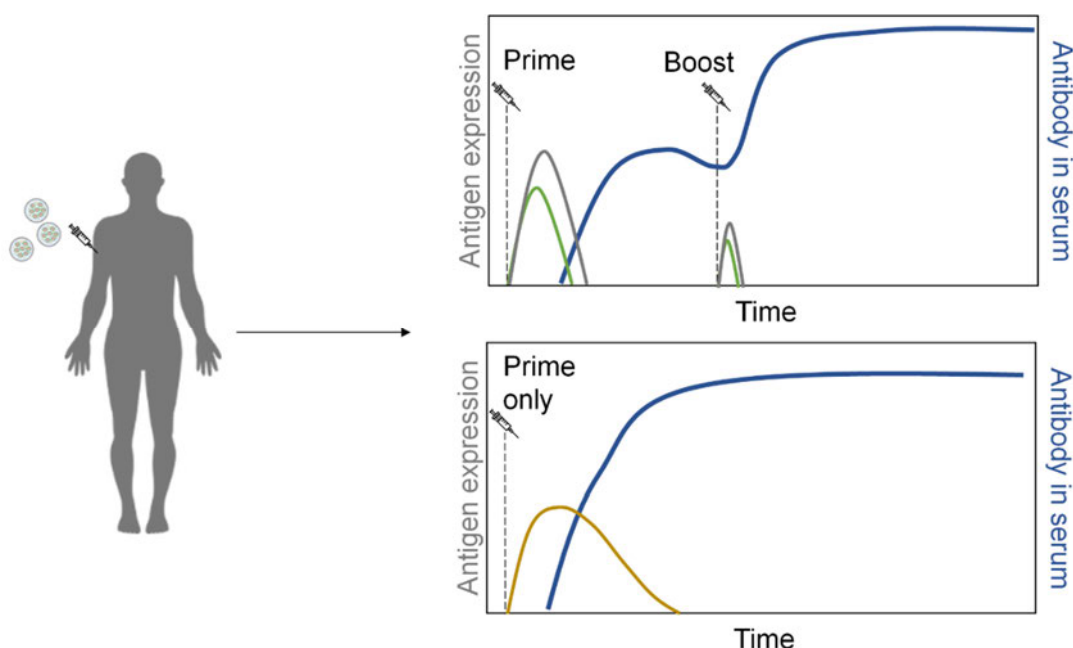 Antigen expression
Prime
Boost
Antibody in serum
Time
Antigen expression
Prime
only
Antibody in serum
Time